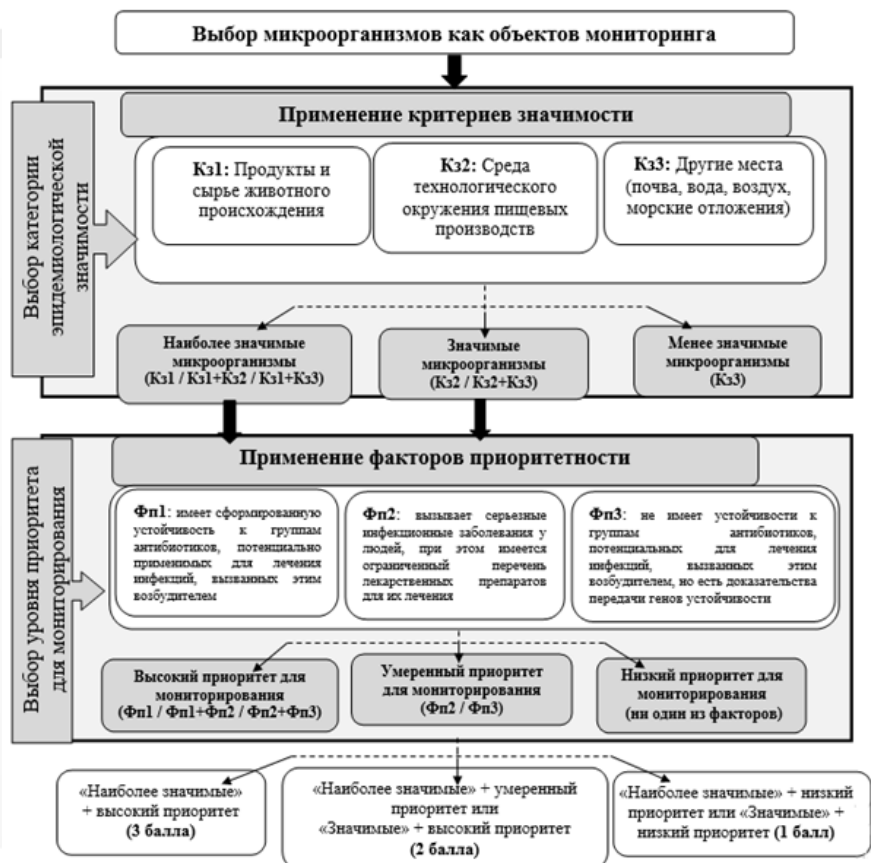 Выбор микроорганизмов как объектов мониторинга
Выбор категории
эпидемиологической
значимости
Применение критериев значимости
Кз1: Продукты и
сырье животного
происхождения
Кз2: Среда
технологического
окружения пищевых
производств
Кз3: Другие места
(почва, вода, воздух,
морские отложения)
Наиболее значимые
микроорганизмы
(Кз1 / Кз1+Кз2 / Кз1+Кз3)
Значимые
микроорганизмы
(Кз2 / Кз2+Кз3)
Менее значимые
микроорганизмы
(Кз3)
Выбор уровня приоритета
для мониторирования
Применение факторов приоритетности
Фп1: имеет сформированную
устойчивость к группам
антибиотиков, потенциально
применимых для лечения
инфекций, вызванных этим
возбудителем
Фп2: вызывает серьезные
инфекционные заболевания у
людей, при этом имеется
ограниченный перечень
лекарственных препаратов
для их лечения
Фп3: не имеет устойчивости к
группам антибиотиков,
потенциальных для лечения
инфекций, вызванных этим
возбудителем, но есть доказательства
передачи генов устойчивости
Высокий приоритет для
мониторирования
(Фп1 / Фп1+Фп2 / Фп2+Фп3)
Умеренный приоритет
для мониторирования
(Фп2 / Фп3)
Низкий приоритет для
мониторирования
(ни один из факторов)
«Наиболее значимые»
+ высокий приоритет
(3 балла)
«Наиболее значимые» + умеренный
приоритет или
«Значимые» + высокий приоритет
(2 балла)
«Наиболее значимые» + низкий
приоритет или «Значимые» +
низкий приоритет (1 балл)